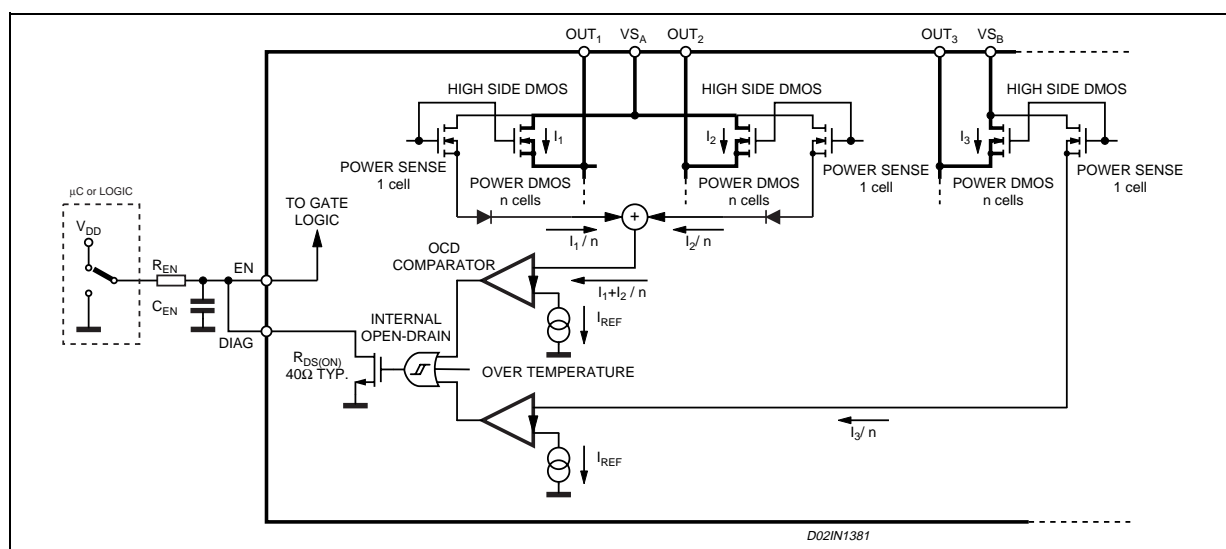 OUT1 VSA OUT2 OUT3 VSB
HIGH SIDE DMOS
HIGH SIDE DMOS
HIGH SIDE DMOS
I1
I2
I3
POWER SENSE
1 cell
POWER DMOS
n cells
POWER DMOS
n cells
POWER SENSE
1 cell
POWER DMOS
n cells
POWER SENSE
1 cell
μC or LOGIC
TO GATE
LOGIC
VDD
+
I1 / n
I2 / n
OCD
COMPARATOR
REN
EN
CEN
I1+I2 / n
INTERNAL
OPEN-DRAIN
IREF
DIAG
RDS(ON)
40Ω TYP.
OVER TEMPERATURE
I3 / n
IREF
D02IN1381